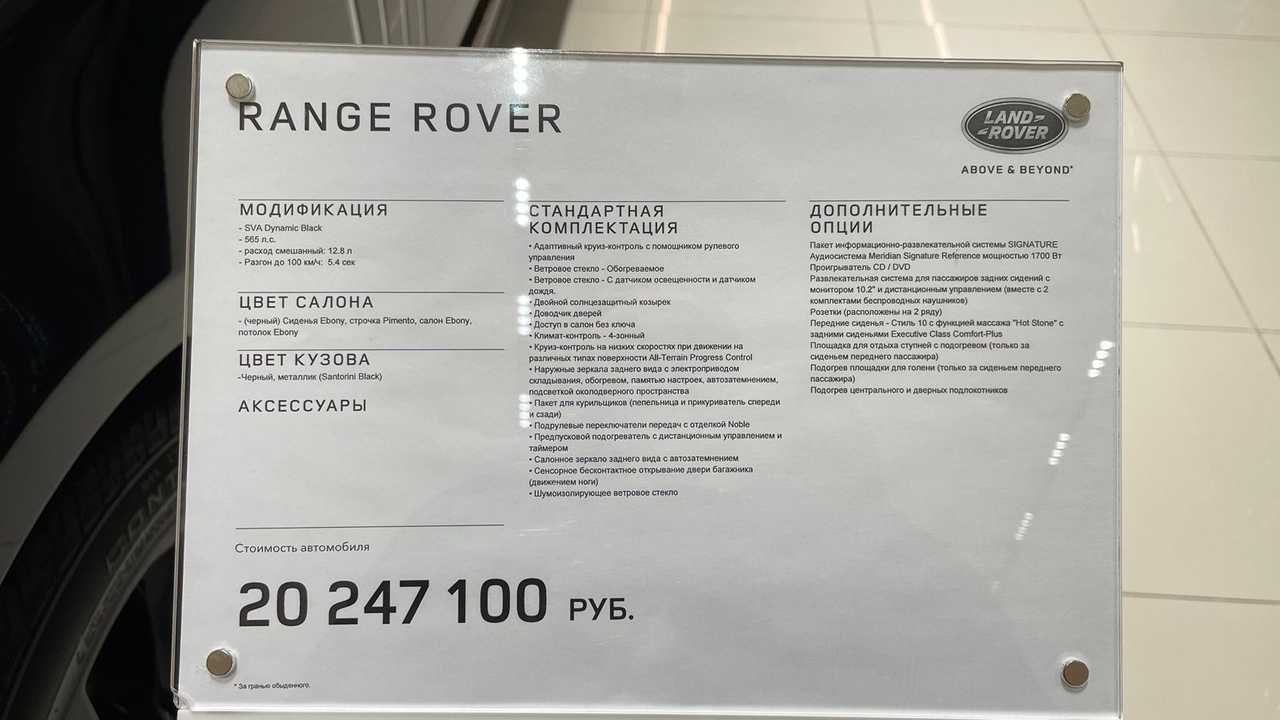 RANGE ROVER
LAND-
-ROVER
ABOVE & BEYOND*
МОДИФИКАЦИЯ
- SVA Dynamic Black
- 565 л.с.
- расход смешанный: 12.8 л
- Разгон до 100 км/ч: 5.4 сек
ЦВЕТ САЛОНА
- (черный) Сиденья Ebony, строчка Pimento, салон Ebony,
потолок Ebony
ЦВЕТ КУЗОВА
-Черный, металлик (Santorini Black)
АКСЕССУАРЫ
СТАНДАРТНАЯ
КОМПЛЕКТАЦИЯ
• Адаптивный круиз-контроль с помощником рулевого
управления
• Ветровое стекло - Обогреваемое
• Ветровое стекло - С датчиком освещенности и датчиком
дождя.
• Двойной солнцезащитный козырек
• Доводчик дверей
• Доступ в салон без ключа
• Климат-контроль - 4-зонный
• Круиз-контроль на низких скоростях при движении на
различных типах поверхности All-Terrain Progress Control
• Наружные зеркала заднего вида с электроприводом
складывания, обогревом, памятью настроек, автозатемнением,
подсветкой околодверного пространства
• Пакет для курильщиков (пепельница и прикуриватель спереди
и сзади)
• Подрулевые переключатели передач с отделкой Noble
• Предпусковой подогреватель с дистанционным управлением и
таймером
• Салонное зеркало заднего вида с автозатемнением
• Сенсорное бесконтактное открывание двери багажника
(движением ноги)
• Шумоизолирующее ветровое стекло
ДОПОЛНИТЕЛЬНЫЕ
ОПЦИИ
Пакет информационно-развлекательной системы SIGNATURE
Аудиосистема Meridian Signature Reference мощностью 1700 Вт
Проигрыватель CD / DVD
Развлекательная система для пассажиров задних сидений с
монитором 10.2" и дистанционным управлением (вместе с 2
комплектами беспроводных наушников)
Розетки (расположены на 2 ряду)
Передние сиденья - Стиль 10 с функцией массажа "Hot Stone" с
задними сиденьями Executive Class Comfort-Plus
Площадка для отдыха ступней с подогревом (только за
сиденьем переднего пассажира)
Подогрев площадки для голени (только за сиденьем переднего
пассажира)
Подогрев центрального и дверных подлокотников
Стоимость автомобиля
20 247 100 РУБ.
* За гранью обыденного.